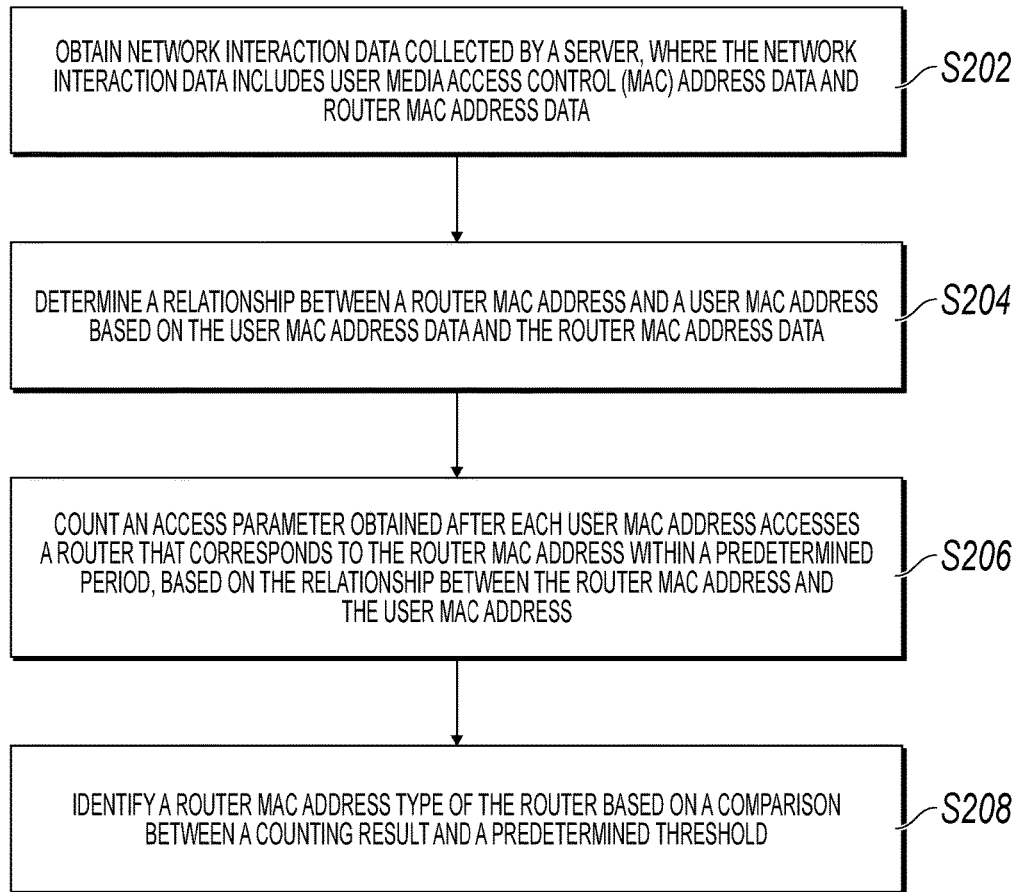 OBTAIN NETWORK INTERACTION DATA COLLECTED BY A SERVER, WHERE THE NETWORK
INTERACTION DATA INCLUDES USER MEDIA ACCESS CONTROL (MAC) ADDRESS DATA AND
ROUTER MAC ADDRESS DATA
S202
DETERMINE A RELATIONSHIP BETWEEN A ROUTER MAC ADDRESS AND A USER MAC ADDRESS
BASED ON THE USER MAC ADDRESS DATA AND THE ROUTER MAC ADDRESS DATA
S204
COUNT AN ACCESS PARAMETER OBTAINED AFTER EACH USER MAC ADDRESS ACCESSES
A ROUTER THAT CORRESPONDS TO THE ROUTER MAC ADDRESS WITHIN A PREDETERMINED
PERIOD, BASED ON THE RELATIONSHIP BETWEEN THE ROUTER MAC ADDRESS AND
THE USER MAC ADDRESS
S206
IDENTIFY A ROUTER MAC ADDRESS TYPE OF THE ROUTER BASED ON A COMPARISON
BETWEEN A COUNTING RESULT AND A PREDETERMINED THRESHOLD
S208